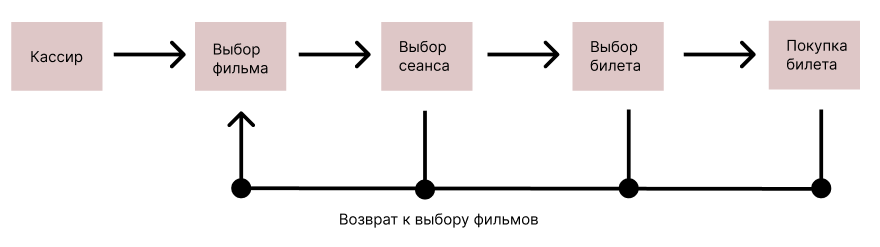 Кассир
Выбор
фильма
Выбор
сеанса
Выбор
билета
Покупка
билета
Возврат к выбору фильмов